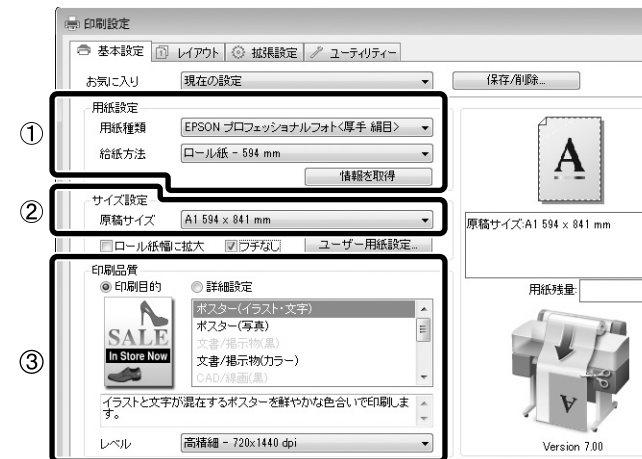 印刷設定
基本設定 レイアウト 拡張設定 ユーティリティー
お気に入り 現在の設定 保存/削除...
用紙設定
① 用紙種類 EPSON プロフェッショナルフォト<厚手 絹目>
給紙方法 ロール紙 - 594 mm
情報を取得
A
② サイズ設定
原稿サイズ A1 594 x 841 mm
ロール紙幅に拡大 フチなし ユーザー用紙設定...
原稿サイズ:A1 594 x 841 mm
③ 印刷品質
印刷目的 詳細設定
SALE
In Store Now
ポスター(イラスト・文字)
ポスター(写真)
文書/掲示物(黒)
文書/掲示物(カラー)
CAD/線画(黒)
イラストと文字が混在するポスターを鮮やかな色合いで印刷しま
す。
レベル 高精細 - 720x1440 dpi
用紙残量:
A
Version 7.00